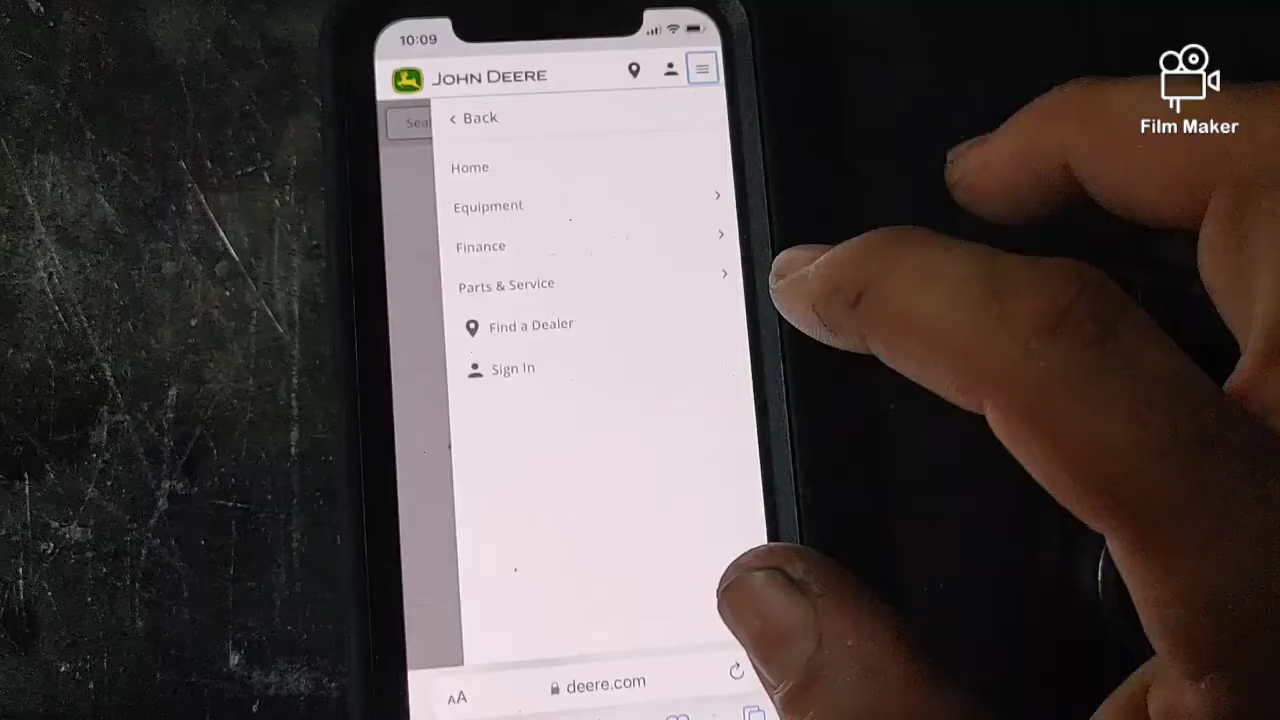 10:09
JOHN DEERE
Sear
< Back
Home
Equipment
Finance
Parts & Service
Find a Dealer
Sign In
AA
deere.com
Film Maker